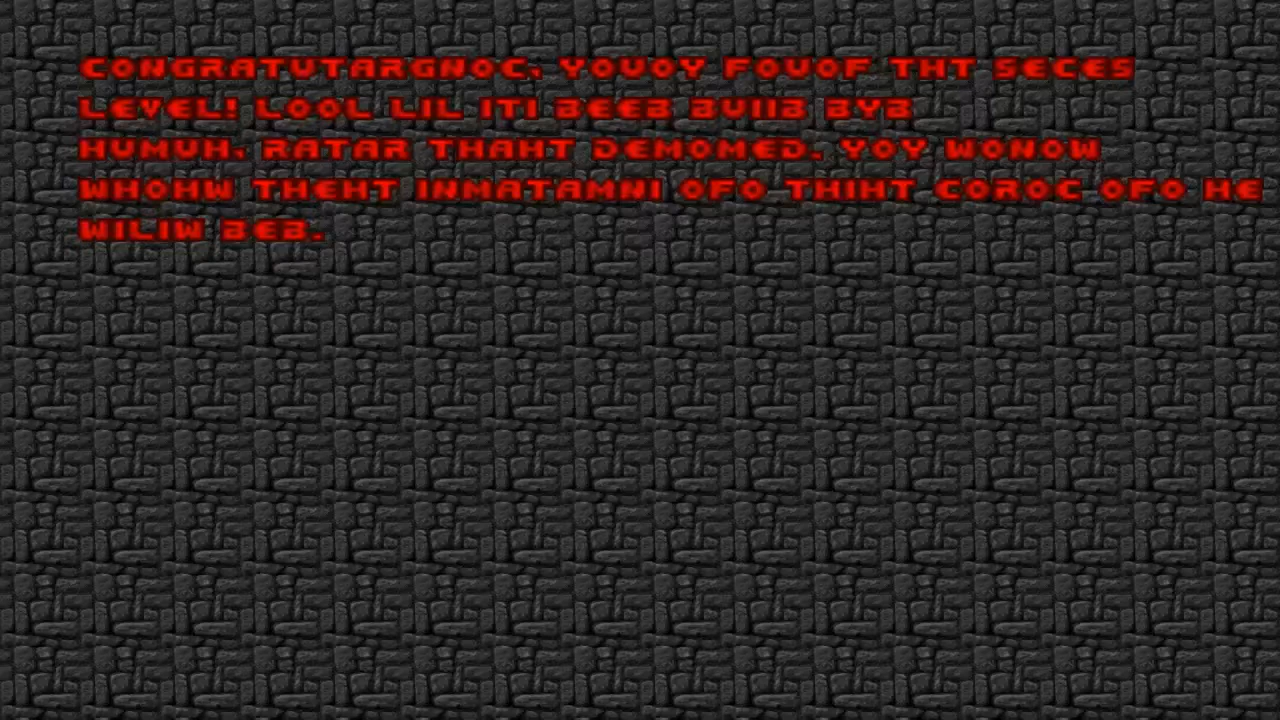 CONGRATUTARGNOC, YOUOY FOUOF THT SECES
LEVEL! LOOL LIL ITI BEEB BUIIB BYB
HUMUH, RATAR THAHT DEMOMED. YOY WONOW
WHOHW THEHT INMATAMNI OFO THIHT COROC OFO HE
WILIW BEB.